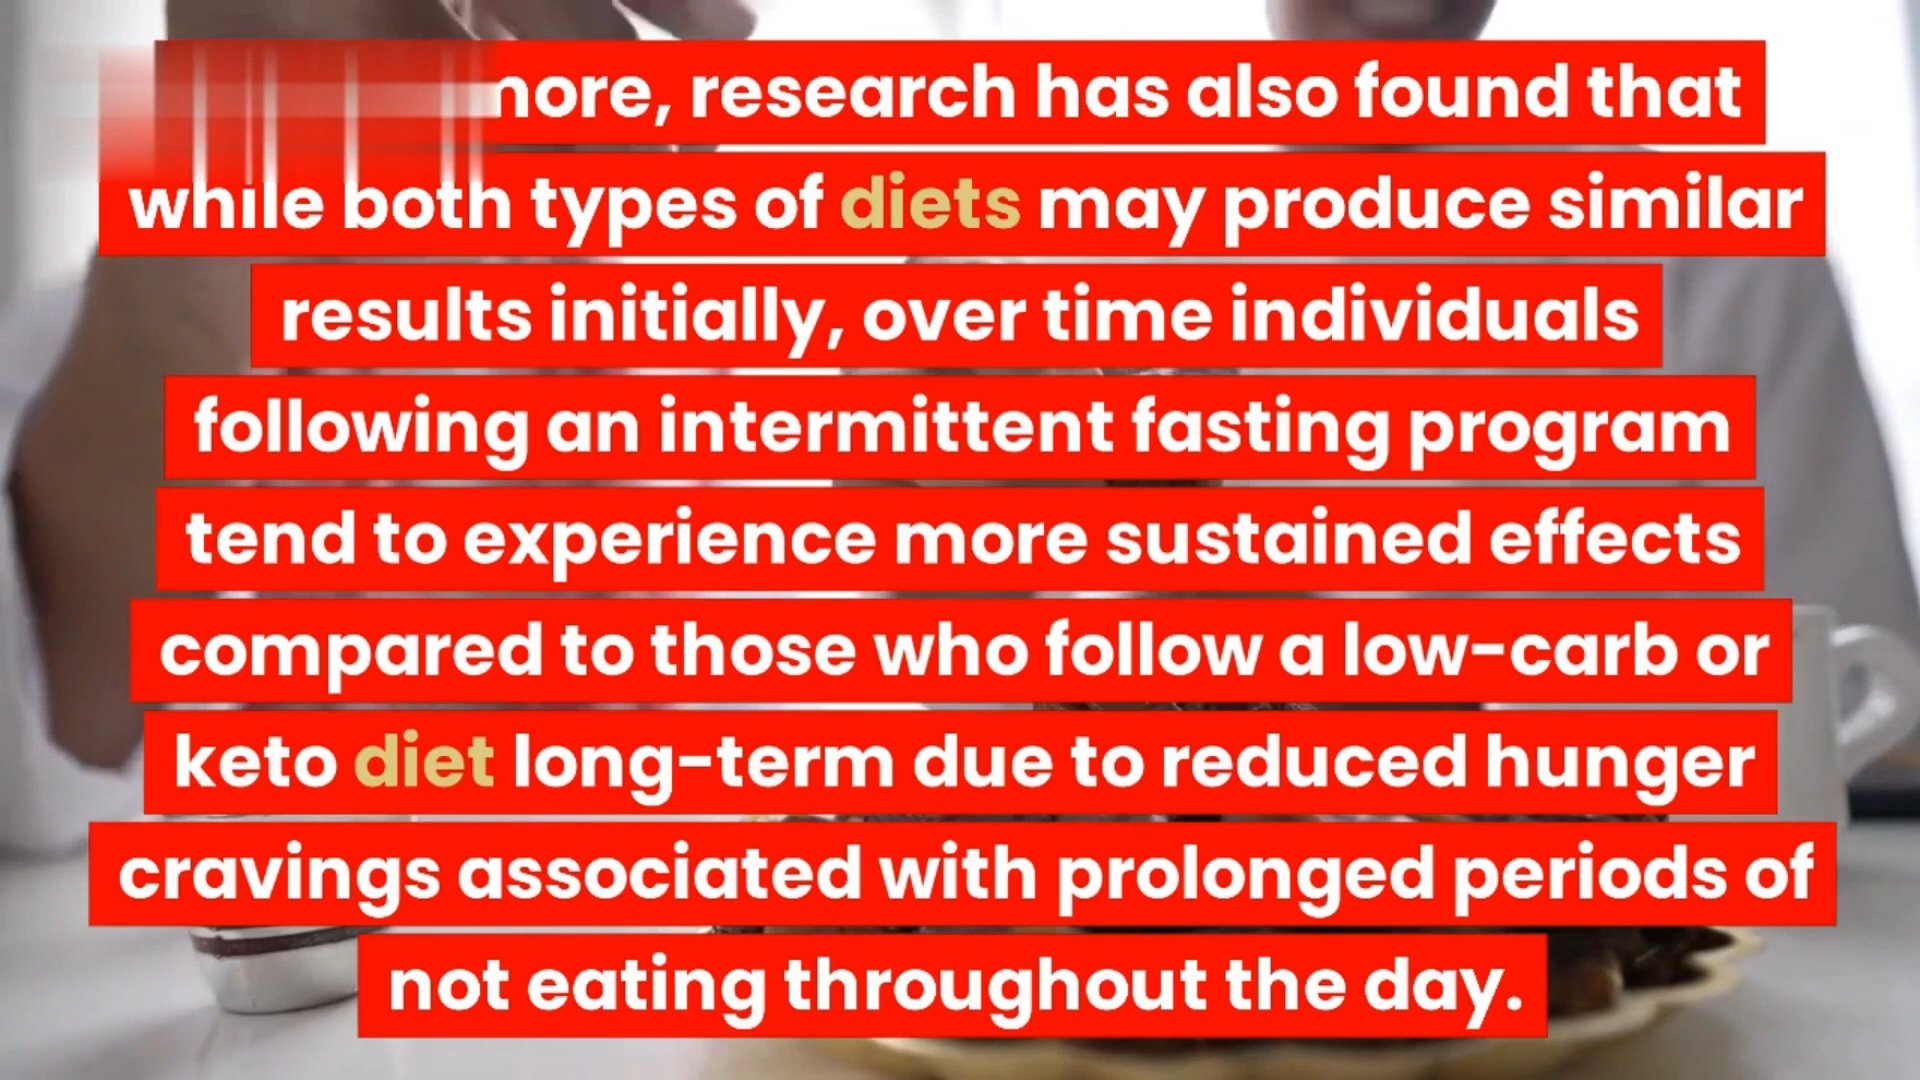 research has also found that
while both types of diets may produce similar
results initially, over time individuals
following an intermittent fasting program
tend to experience more sustained effects
compared to those who follow a low-carb or
keto diet long-term due to reduced hunger
cravings associated with prolonged periods of
not eating throughout the day.